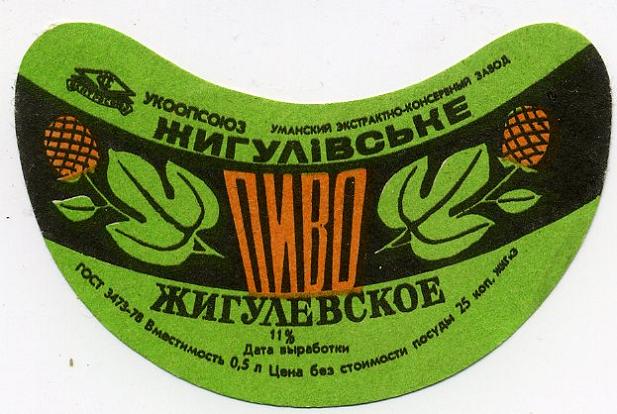 УКООПСОЮЗ УМАНСКИЙ ЭКСТРАКТНО-КОНСЕРВНЫЙ ЗАВОД
ЖИГУЛІВСЬКЕ
ПИВО
ЖИГУЛЕВСКОЕ
11%
Дата выработки
ГОСТ 3473-78 Вместимость 0,5 л Цена без стоимости посуды 25 коп.